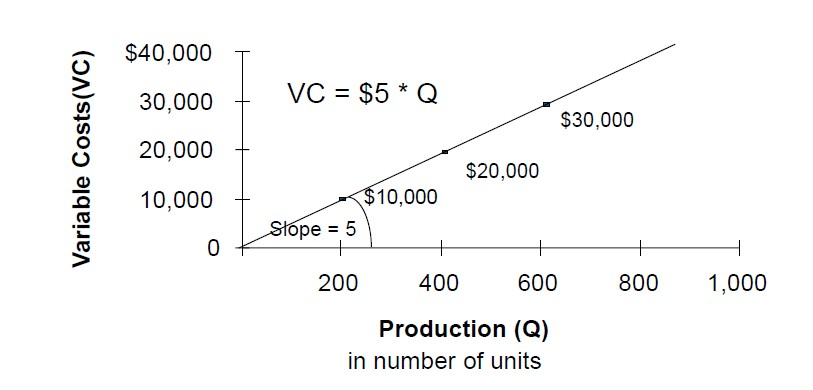 Variable Costs(VC)
$40,000
30,000
20,000
10,000
0
VC = $5 * Q
$30,000
$20,000
$10,000
Slope = 5
200 400 600 800 1,000
Production (Q)
in number of units